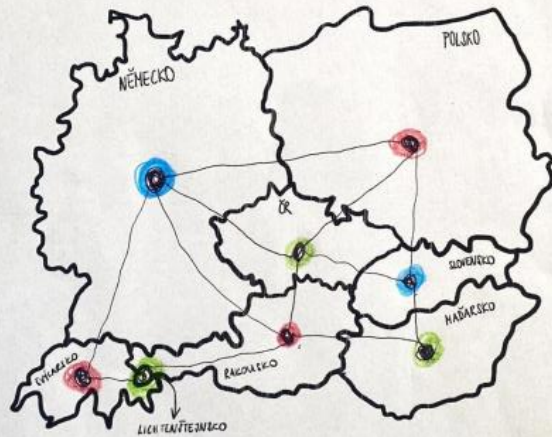 POLSKO
NĚMECKO
ČR
SLOVENSKO
MAĎARSKO
ŠVÝCARSKO
RAKOUSKO
LICHTENŠTEJNSKO